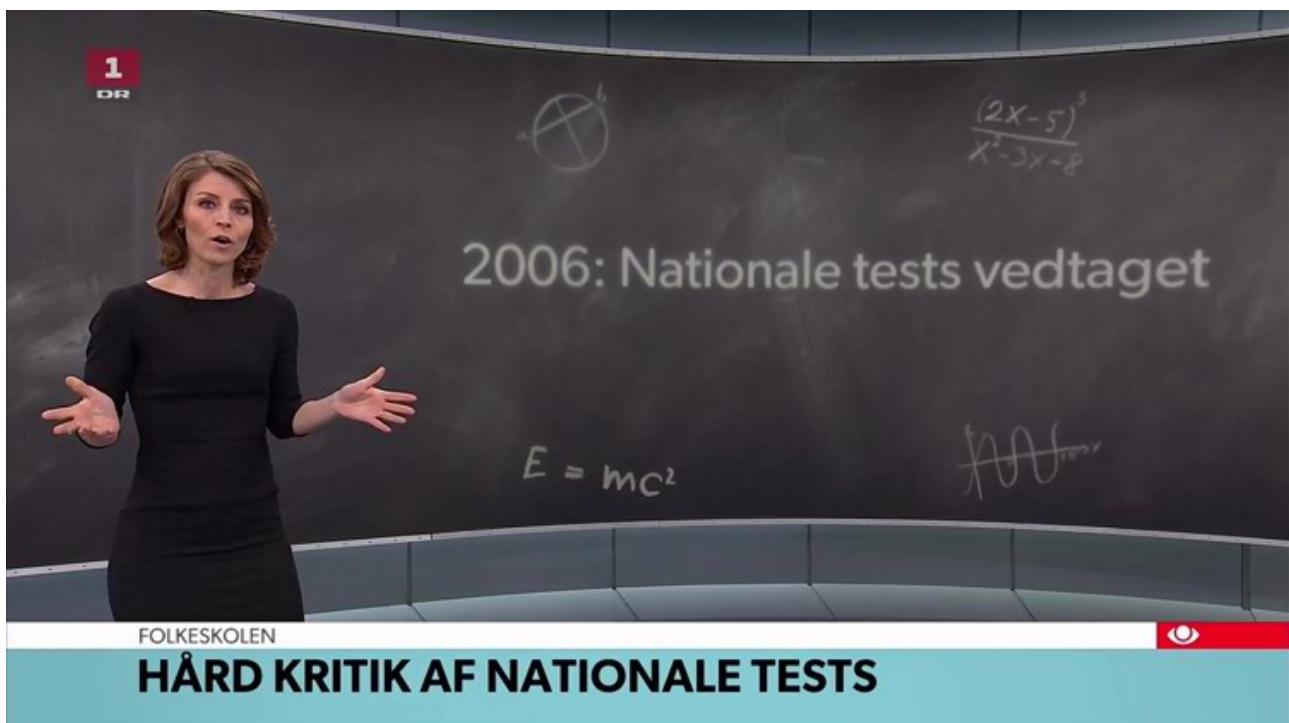 1
DR
a b
(2x-5)³
x²-3x-8
2006: Nationale tests vedtaget
E = mc²
x
FOLKESKOLEN
HÅRD KRITIK AF NATIONALE TESTS